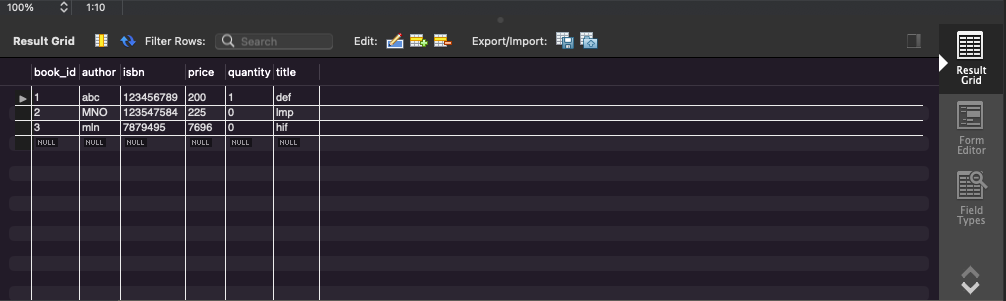 100% 1:10
Result Grid Filter Rows: Search Edit: Export/Import:
book_id author isbn price quantity title
1 abc 123456789 200 1 def
2 MNO 123547584 225 0 lmp
3 mln 7879495 7696 0 hif
NULL NULL NULL NULL NULL NULL
Result
Grid
Form
Editor
Field
Types